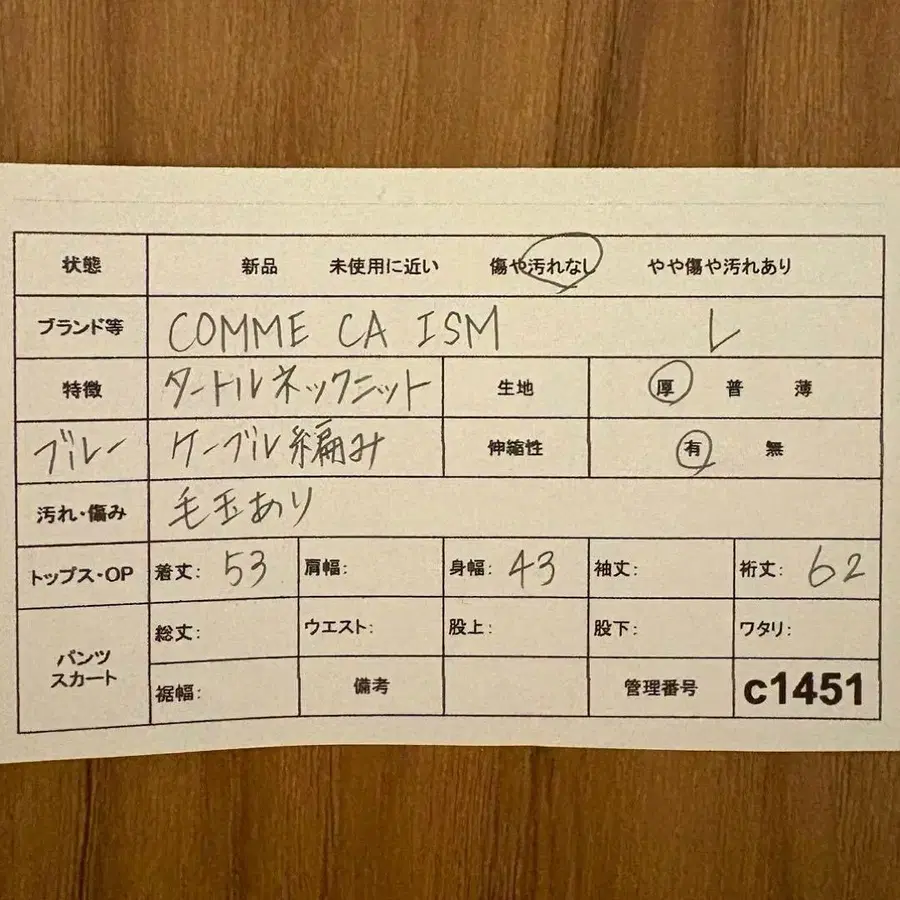 状態 新品 未使用に近い 傷や汚れなし やや傷や汚れあり
ブランド等 COMME CA ISM L
特徴 タートルネックニット 生地 厚 普 薄
ブルー ケーブル編み 伸縮性 有 無
汚れ・傷み 毛玉あり
トップス・OP 着丈: 53 肩幅: 身幅: 43 袖丈: 裄丈: 62
パンツ スカート 総丈: ウエスト: 股上: 股下: ワタリ:
裾幅: 備考 管理番号 c1451